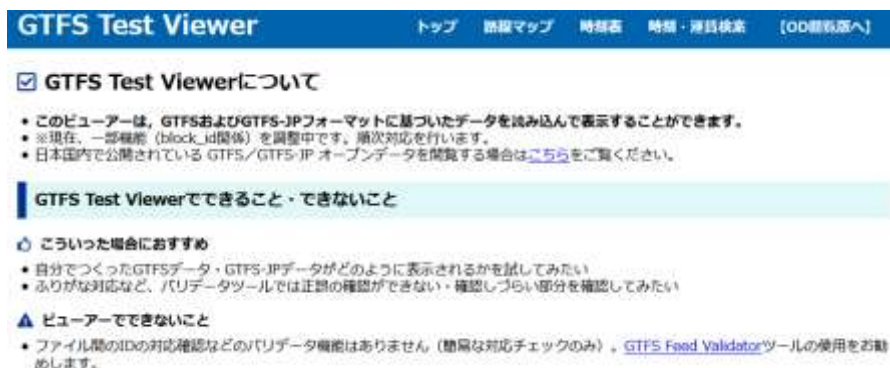 GTFS Test Viewer
トップ 路線マップ 時刻表 時刻・運賃検索 【OD閲覧版へ】
GTFS Test Viewerについて
• このビューアーは，GTFSおよびGTFS-JPフォーマットに基づいたデータを読み込んで表示することができます。
• ※現在、一部機能（block_id関係）を調整中です。順次対応を行います。
• 日本国内で公開されている GTFS／GTFS-JP オープンデータを閲覧する場合はこちらをご覧ください。
GTFS Test Viewerでできること・できないこと
こういった場合におすすめ
• 自分でつくったGTFSデータ・GTFS-JPデータがどのように表示されるかを試してみたい
• ふりがな対応など、バリデータツールでは正誤の確認ができない・確認しづらい部分を確認してみたい
ビューアーでできないこと
• ファイル間のIDの対応確認などのバリデータ機能はありません（簡易な対応チェックのみ）。GTFS Feed Validatorツールの使用をお勧
めします。